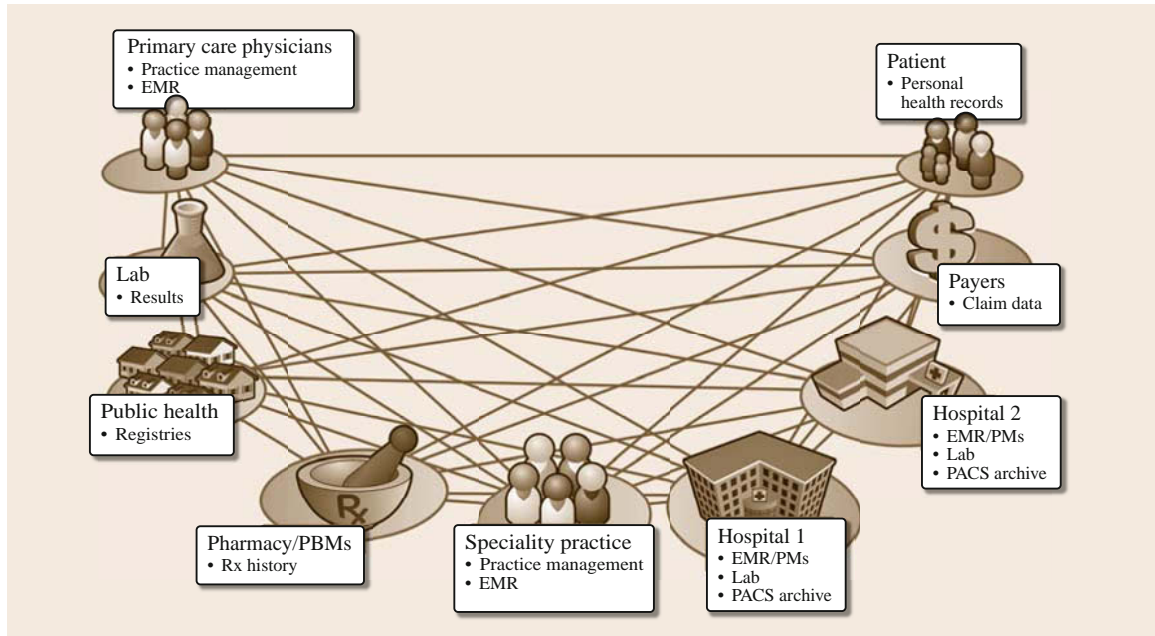 Primary care physicians
• Practice management
• EMR
Patient
• Personal
health records
Lab
• Results
Payers
• Claim data
Public health
• Registries
Hospital 2
• EMR/PMs
• Lab
• PACS archive
Rx
Pharmacy/PBMs
• Rx history
Speciality practice
• Practice management
• EMR
Hospital 1
• EMR/PMs
• Lab
• PACS archive